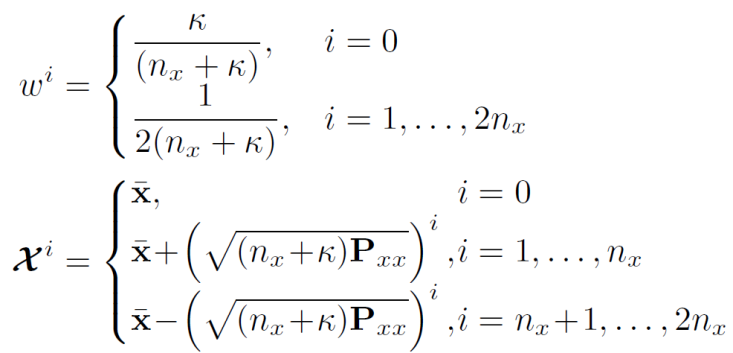 w^i = { κ/(n_x + κ), i = 0
1/(2(n_x + κ)), i = 1, . . . , 2n_x
𝓧^i = { x̄, i = 0
x̄+(√((n_x+κ)P_xx))^i ,i = 1, . . . , n_x
x̄−(√((n_x+κ)P_xx))^i ,i = n_x+1, . . . , 2n_x